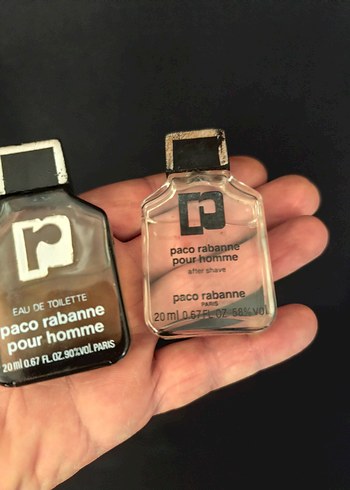 r
EAU DE TOILETTE
paco rabanne
pour homme
20 ml 0.67 FL.OZ. 90%vol. PARIS
r
paco rabanne
pour homme
after shave
paco rabanne
PARIS
20 ml 0.67 FL.OZ. 58%VOL